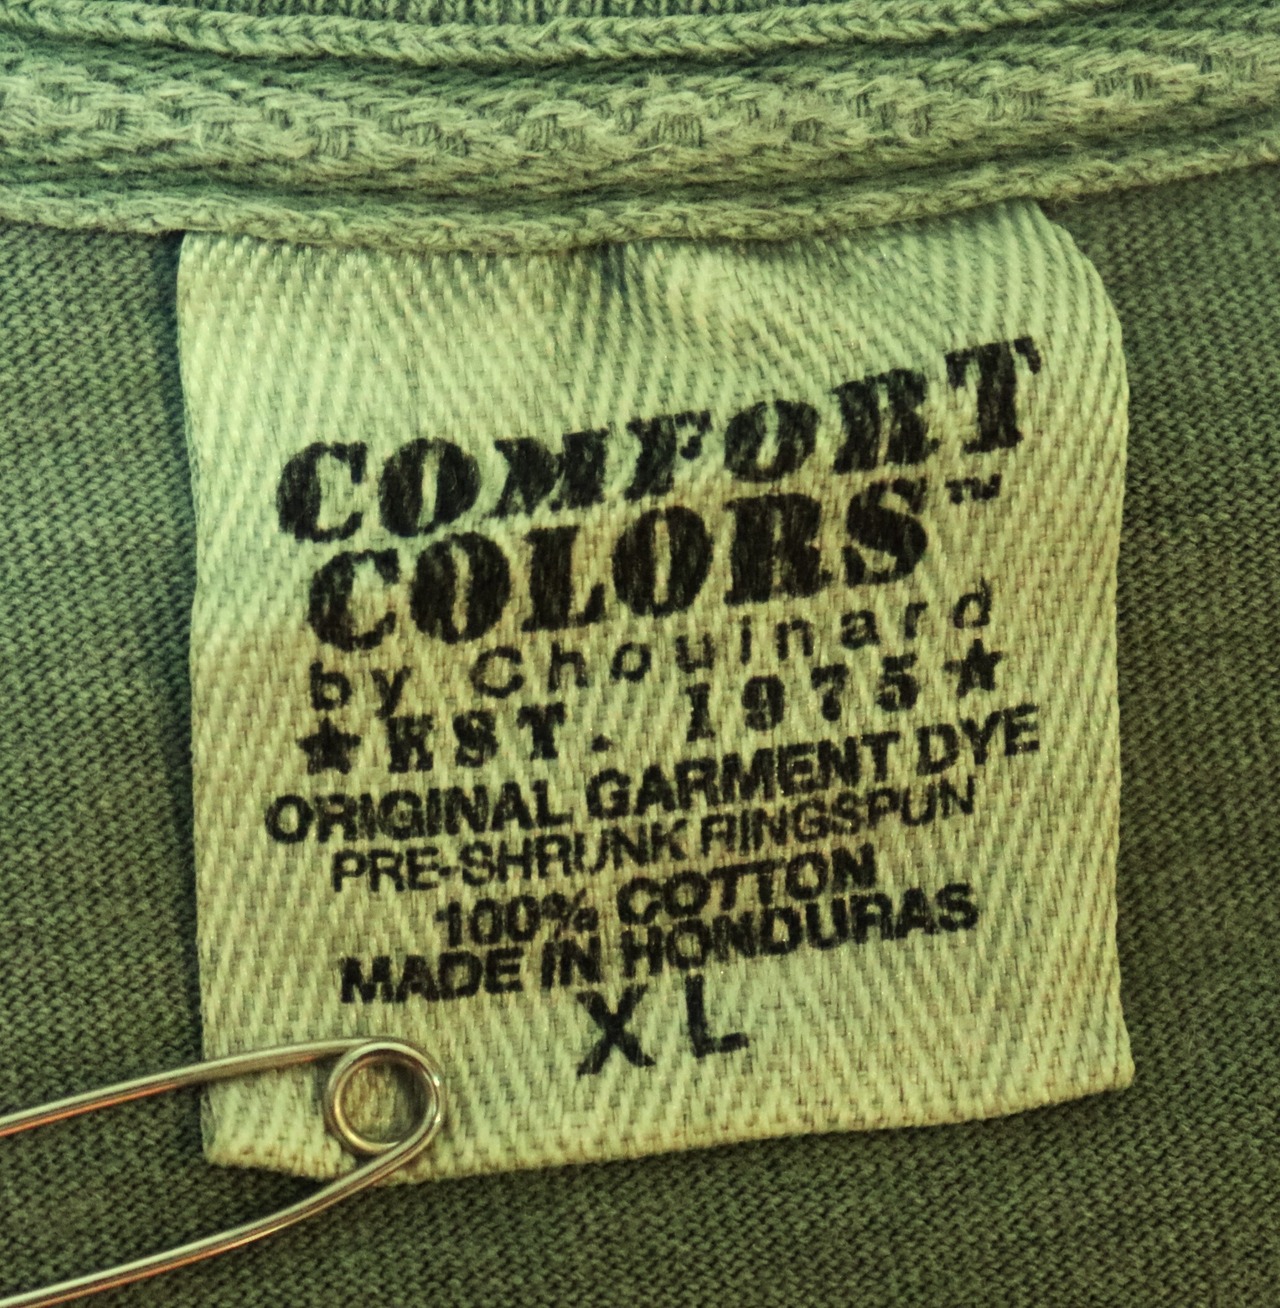 COMFORT
COLORS™
by Chouinard
★EST. 1975★
ORIGINAL GARMENT DYE
PRE-SHRUNK RINGSPUN
100% COTTON
MADE IN HONDURAS
XL